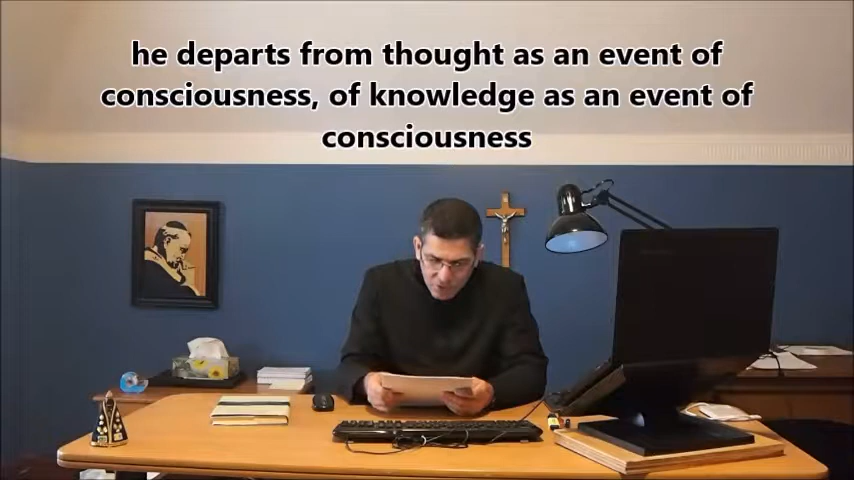 he departs from thought as an event of
consciousness, of knowledge as an event of
consciousness